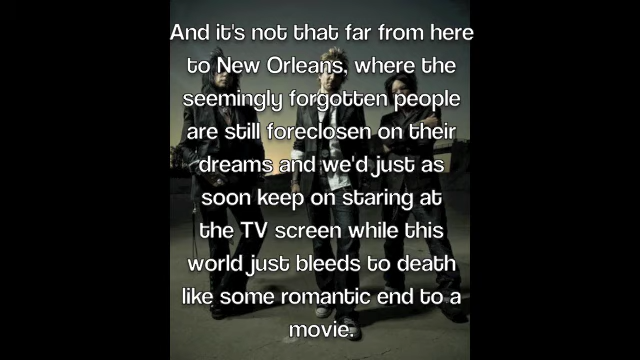 And it's not that far from here
to New Orleans, where the
seemingly forgotten people
are still foreclosen on their
dreams and we'd just as
soon keep on staring at
the TV screen while this
world just bleeds to death
like some romantic end to a
movie.